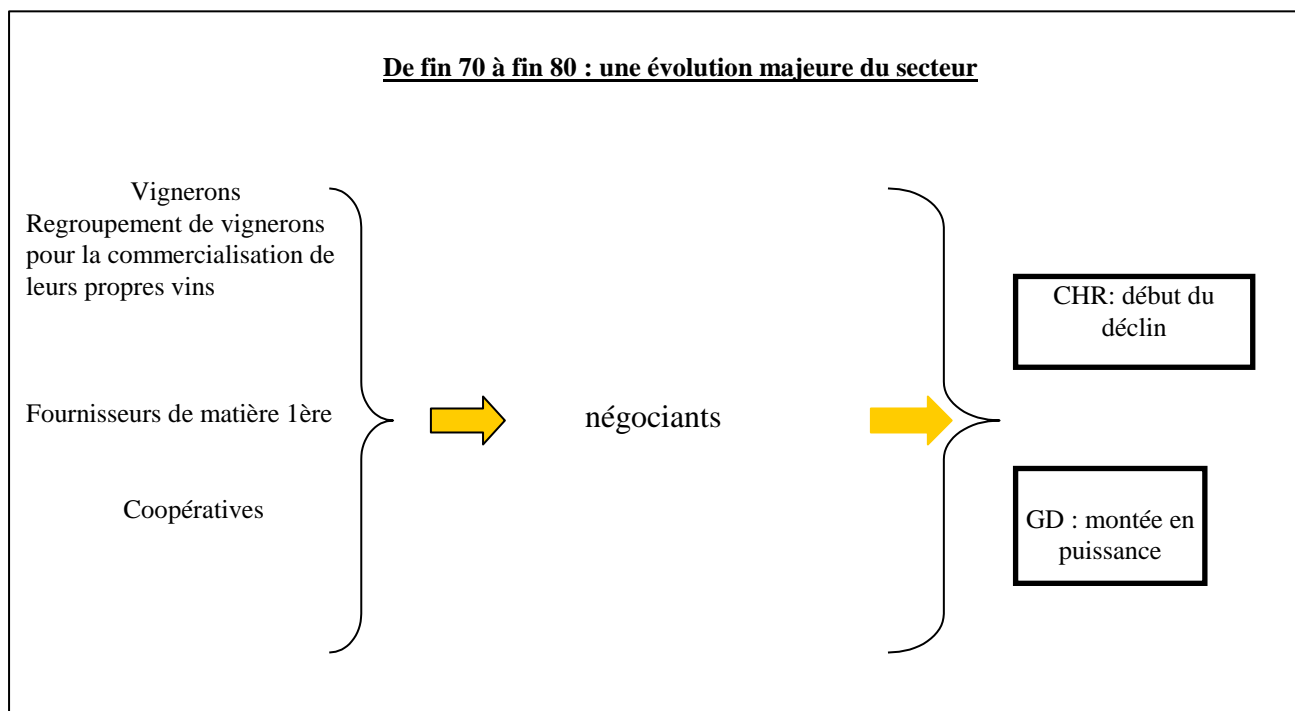 De fin 70 à fin 80 : une évolution majeure du secteur
Vignerons
Regroupement de vignerons
pour la commercialisation de
leurs propres vins
Fournisseurs de matière 1ère
Coopératives
négociants
CHR: début du
déclin
GD : montée en
puissance